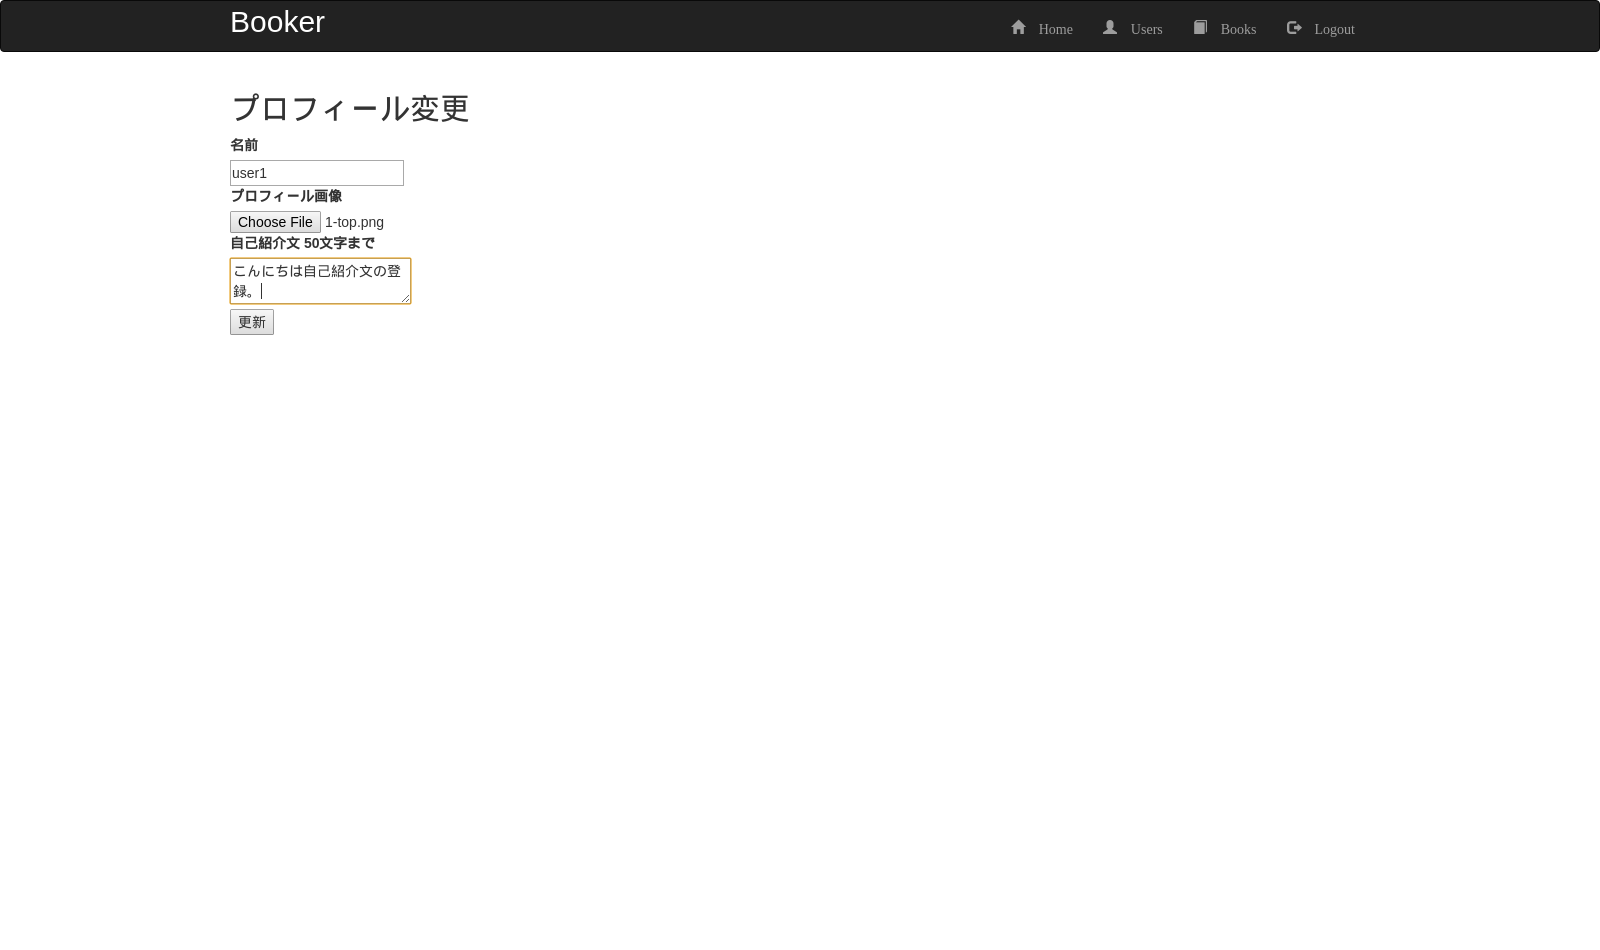 Booker
Home Users Books Logout
プロフィール変更
名前
user1
プロフィール画像
Choose File 1-top.png
自己紹介文 50文字まで
こんにちは自己紹介文の登
録。
更新